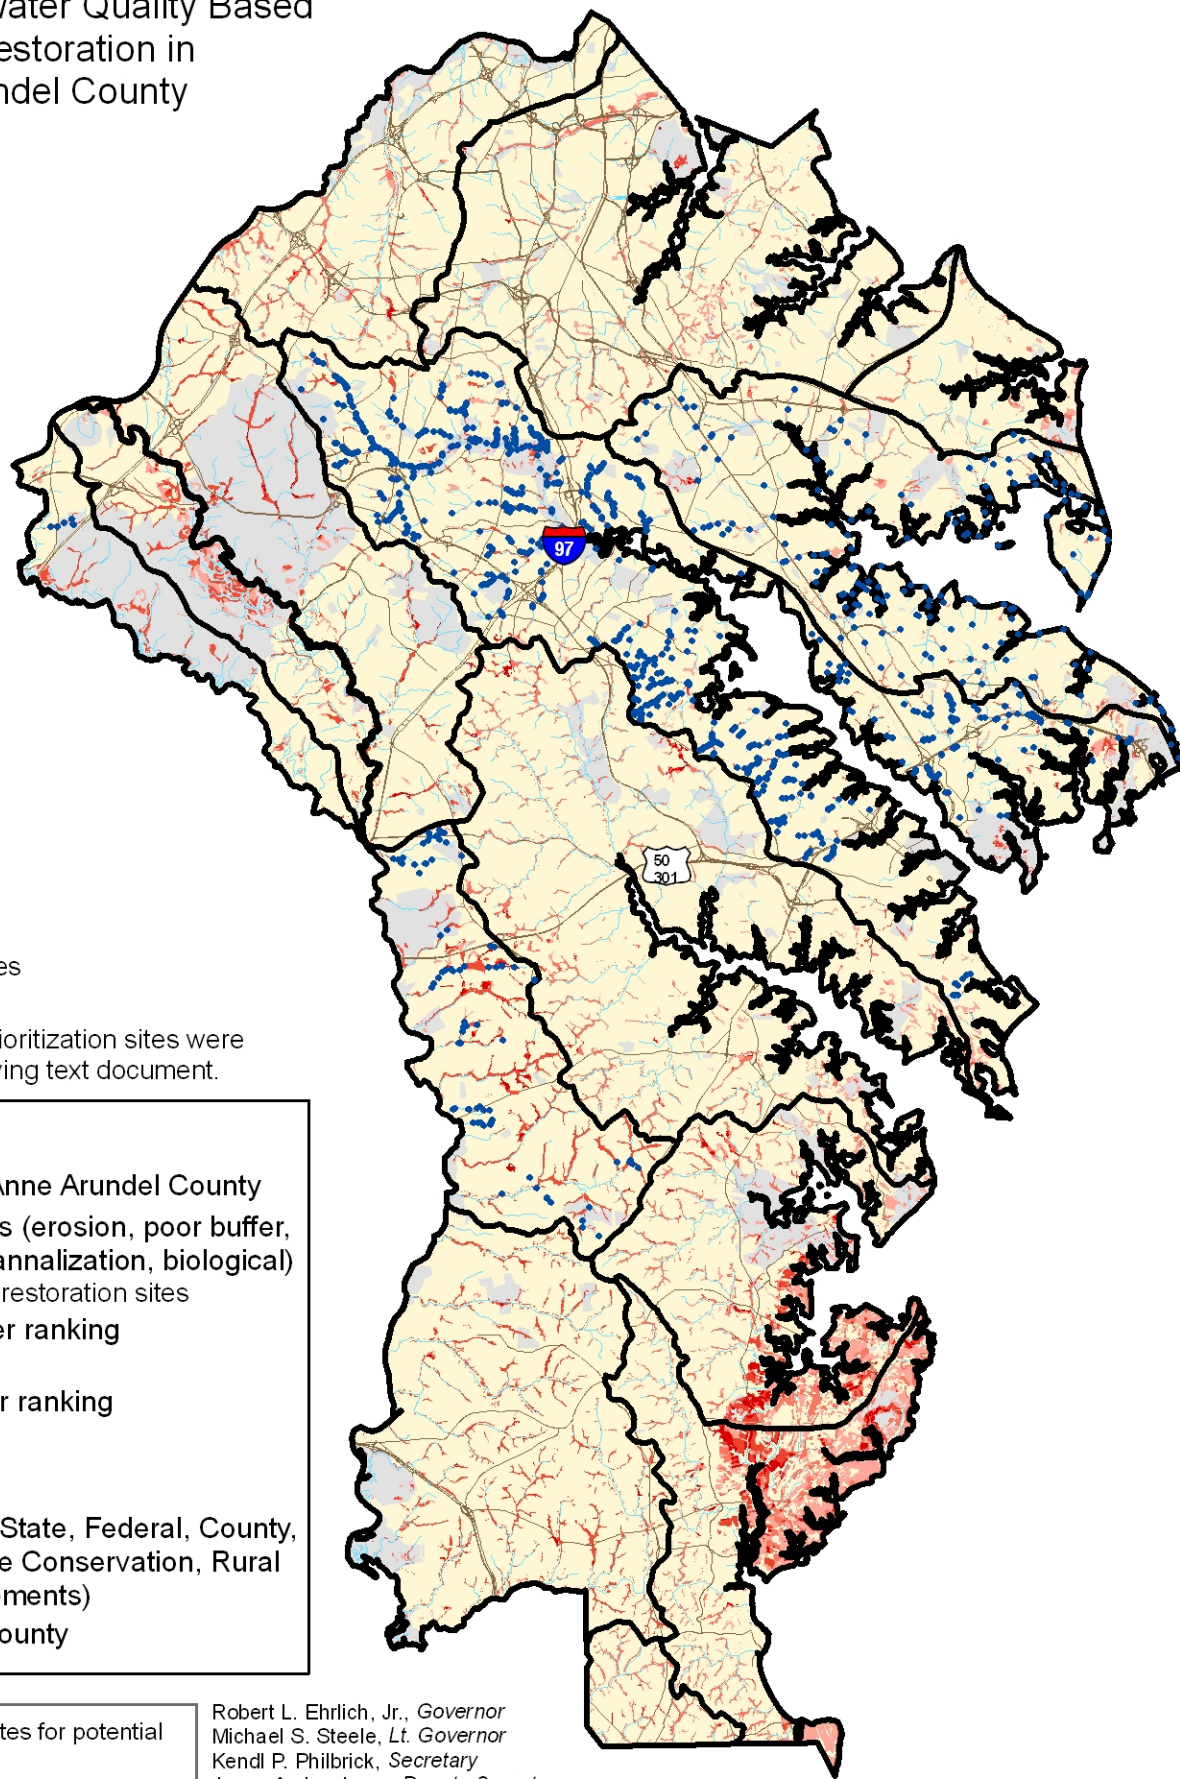 Water Quality Based
estoration in
ndel County
97
50
301
es
ioritization sites were
ying text document.
Anne Arundel County
s (erosion, poor buffer,
annalization, biological)
restoration sites
er ranking
r ranking
State, Federal, County,
e Conservation, Rural
ements)
ounty
tes for potential
Robert L. Ehrlich, Jr., Governor
Michael S. Steele, Lt. Governor
Kendl P. Philbrick, Secretary